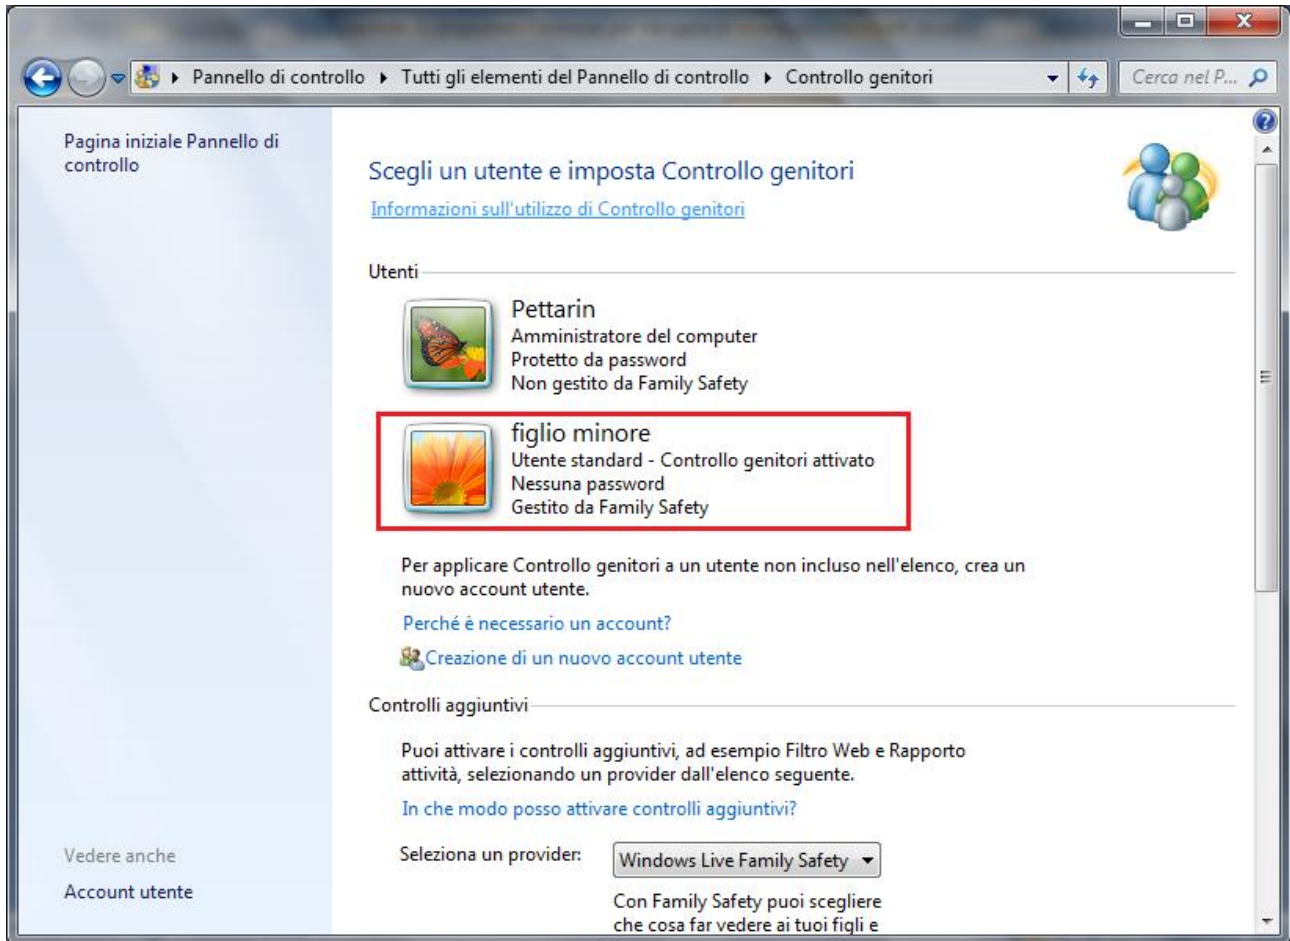 Pannello di controllo ▸ Tutti gli elementi del Pannello di controllo ▸ Controllo genitori
Cerca nel P...
Pagina iniziale Pannello di
controllo
Scegli un utente e imposta Controllo genitori
Informazioni sull'utilizzo di Controllo genitori
Utenti
Pettarin
Amministratore del computer
Protetto da password
Non gestito da Family Safety
figlio minore
Utente standard - Controllo genitori attivato
Nessuna password
Gestito da Family Safety
Per applicare Controllo genitori a un utente non incluso nell'elenco, crea un
nuovo account utente.
Perché è necessario un account?
Creazione di un nuovo account utente
Controlli aggiuntivi
Puoi attivare i controlli aggiuntivi, ad esempio Filtro Web e Rapporto
attività, selezionando un provider dall'elenco seguente.
In che modo posso attivare controlli aggiuntivi?
Seleziona un provider:
Windows Live Family Safety
Con Family Safety puoi scegliere
che cosa far vedere ai tuoi figli e
Vedere anche
Account utente